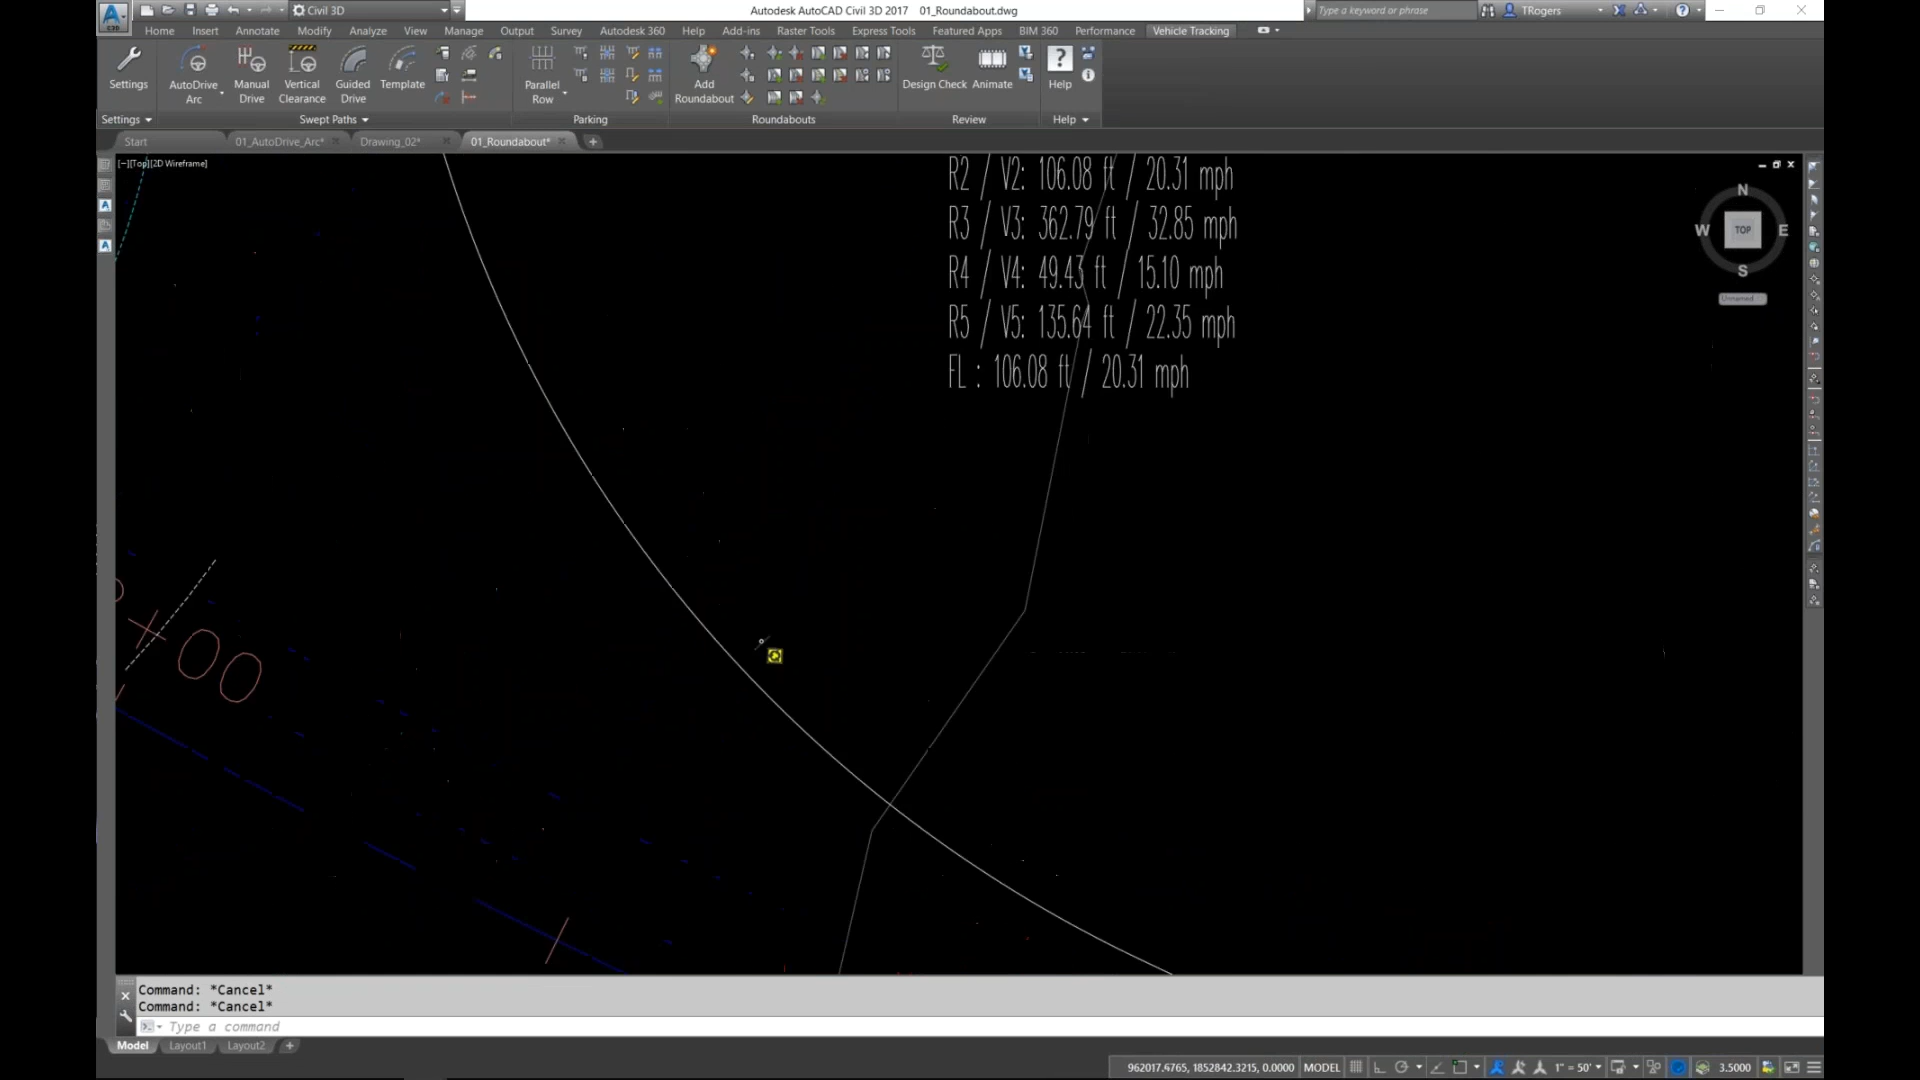 Civil 3D
Autodesk AutoCAD Civil 3D 2017 01_Roundabout.dwg
Type a keyword or phrase
TRogers
Home Insert Annotate Modify Analyze View Manage Output Survey Autodesk 360 Help Add-ins Raster Tools Express Tools Featured Apps BIM 360 Performance Vehicle Tracking
Settings
AutoDrive Arc
Manual Drive
Vertical Clearance
Guided Drive
Template
Parallel Row
Add Roundabout
Design Check
Animate
Help
Settings
Swept Paths
Parking
Roundabouts
Review
Help
Start 01_AutoDrive_Arc* Drawing_02* 01_Roundabout*
[−][Top][2D Wireframe]
R2 / V2: 106.08 ft / 20.31 mph
R3 / V3: 362.79 ft / 32.85 mph
R4 / V4: 49.43 ft / 15.10 mph
R5 / V5: 135.64 ft / 22.35 mph
FL : 106.08 ft / 20.31 mph
N
W TOP E
S
Unnamed
+00
Command: *Cancel*
Command: *Cancel*
Type a command
Model Layout1 Layout2
962017.4765, 1852842.3215, 0.0000 MODEL 1" = 50' 3.5000